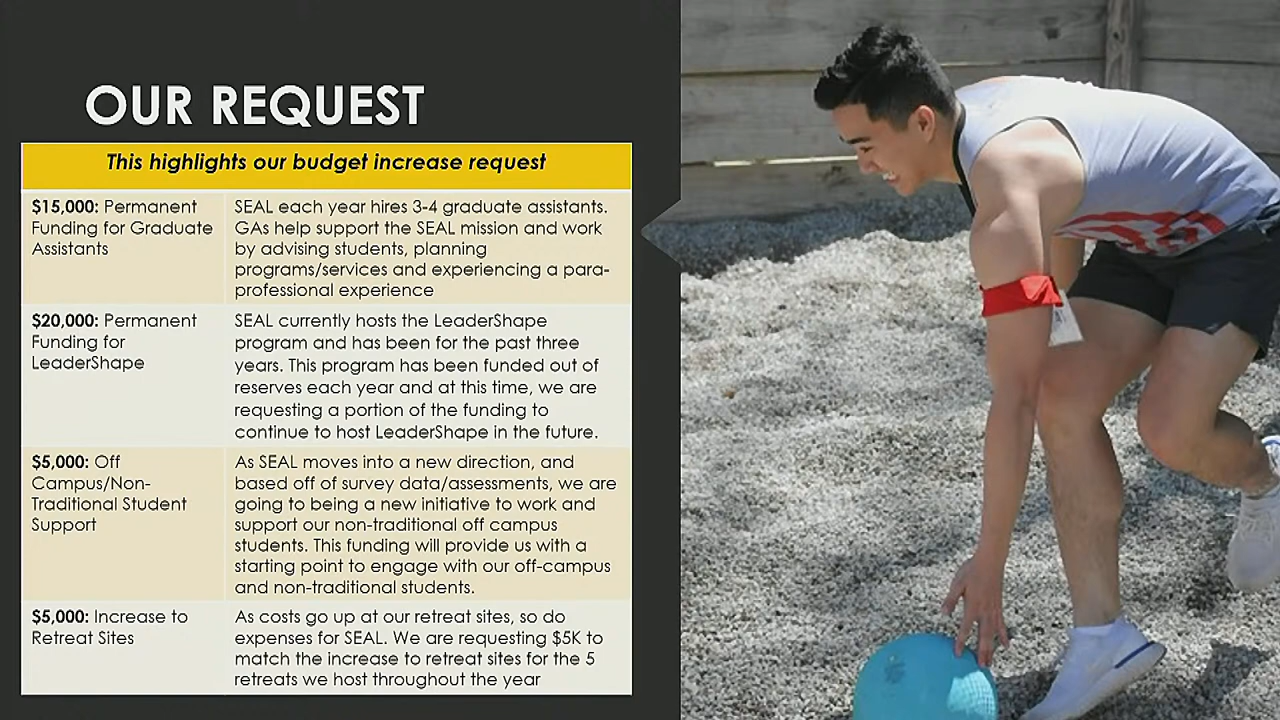 OUR REQUEST
This highlights our budget increase request
$15,000: Permanent
Funding for Graduate
Assistants
SEAL each year hires 3-4 graduate assistants.
GAs help support the SEAL mission and work
by advising students, planning
programs/services and experiencing a para-
professional experience
$20,000: Permanent
Funding for
LeaderShape
SEAL currently hosts the LeaderShape
program and has been for the past three
years. This program has been funded out of
reserves each year and at this time, we are
requesting a portion of the funding to
continue to host LeaderShape in the future.
$5,000: Off
Campus/Non-
Traditional Student
Support
As SEAL moves into a new direction, and
based off of survey data/assessments, we are
going to being a new initiative to work and
support our non-traditional off campus
students. This funding will provide us with a
starting point to engage with our off-campus
and non-traditional students.
$5,000: Increase to
Retreat Sites
As costs go up at our retreat sites, so do
expenses for SEAL. We are requesting $5K to
match the increase to retreat sites for the 5
retreats we host throughout the year